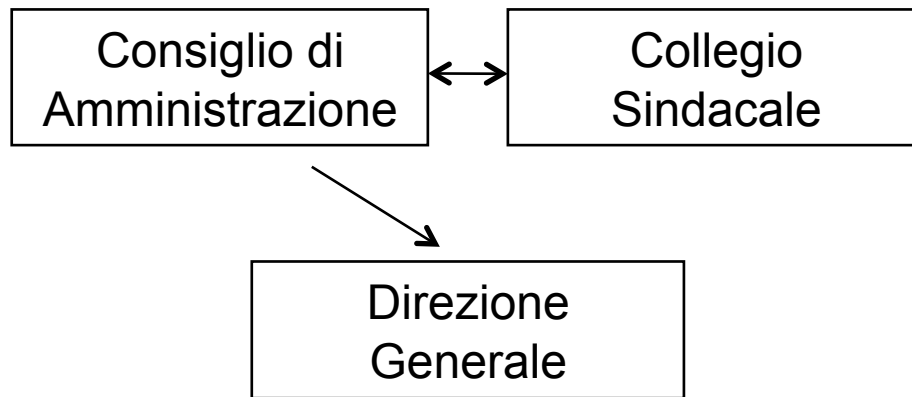 Consiglio di
Amministrazione
Collegio
Sindacale
Direzione
Generale